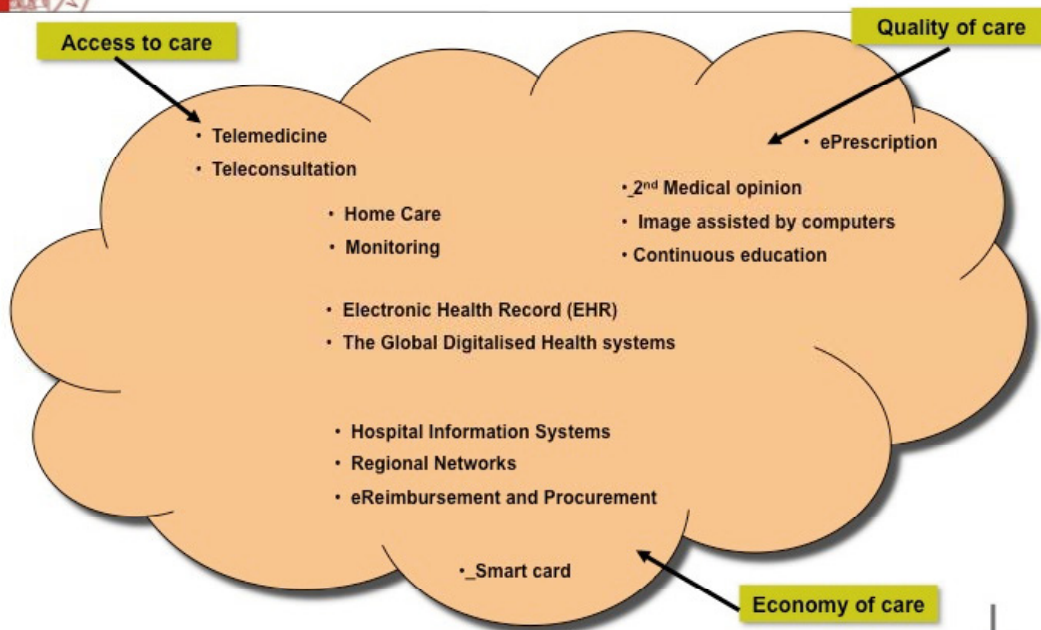 Access to care
Quality of care
• Telemedicine
• Teleconsultation
• ePrescription
• 2nd Medical opinion
• Image assisted by computers
• Continuous education
• Home Care
• Monitoring
• Electronic Health Record (EHR)
• The Global Digitalised Health systems
• Hospital Information Systems
• Regional Networks
• eReimbursement and Procurement
• Smart card
Economy of care